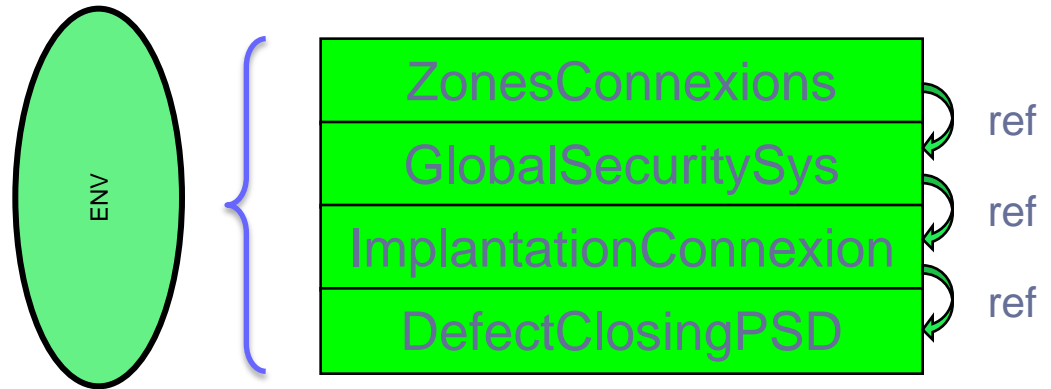 ENV
ZonesConnexions
ref
GlobalSecuritySys
ref
ImplantationConnexion
ref
DefectClosingPSD